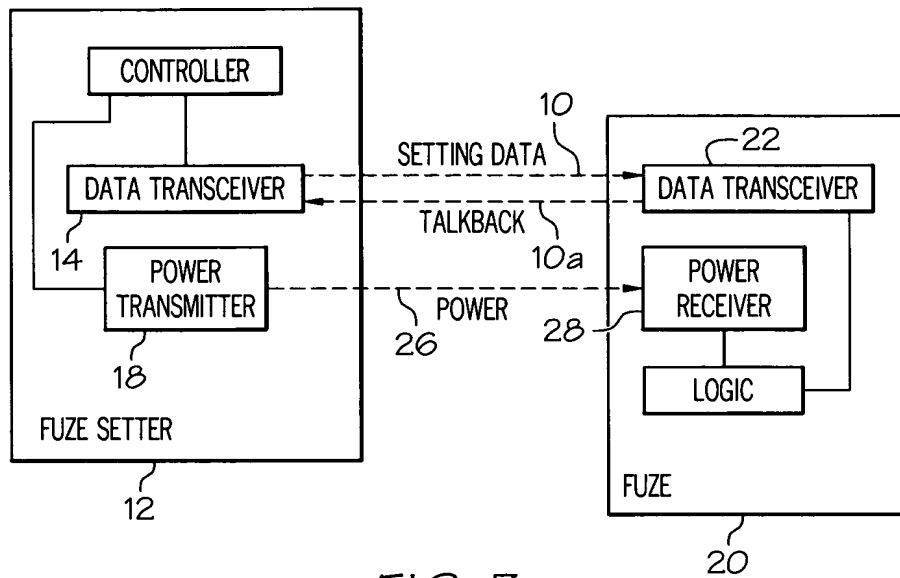 CONTROLLER
DATA TRANSCEIVER
14
POWER
TRANSMITTER
18
FUZE SETTER
12
SETTING DATA
10
TALKBACK
10a
POWER
26
22
DATA TRANSCEIVER
POWER
RECEIVER
28
LOGIC
FUZE
20